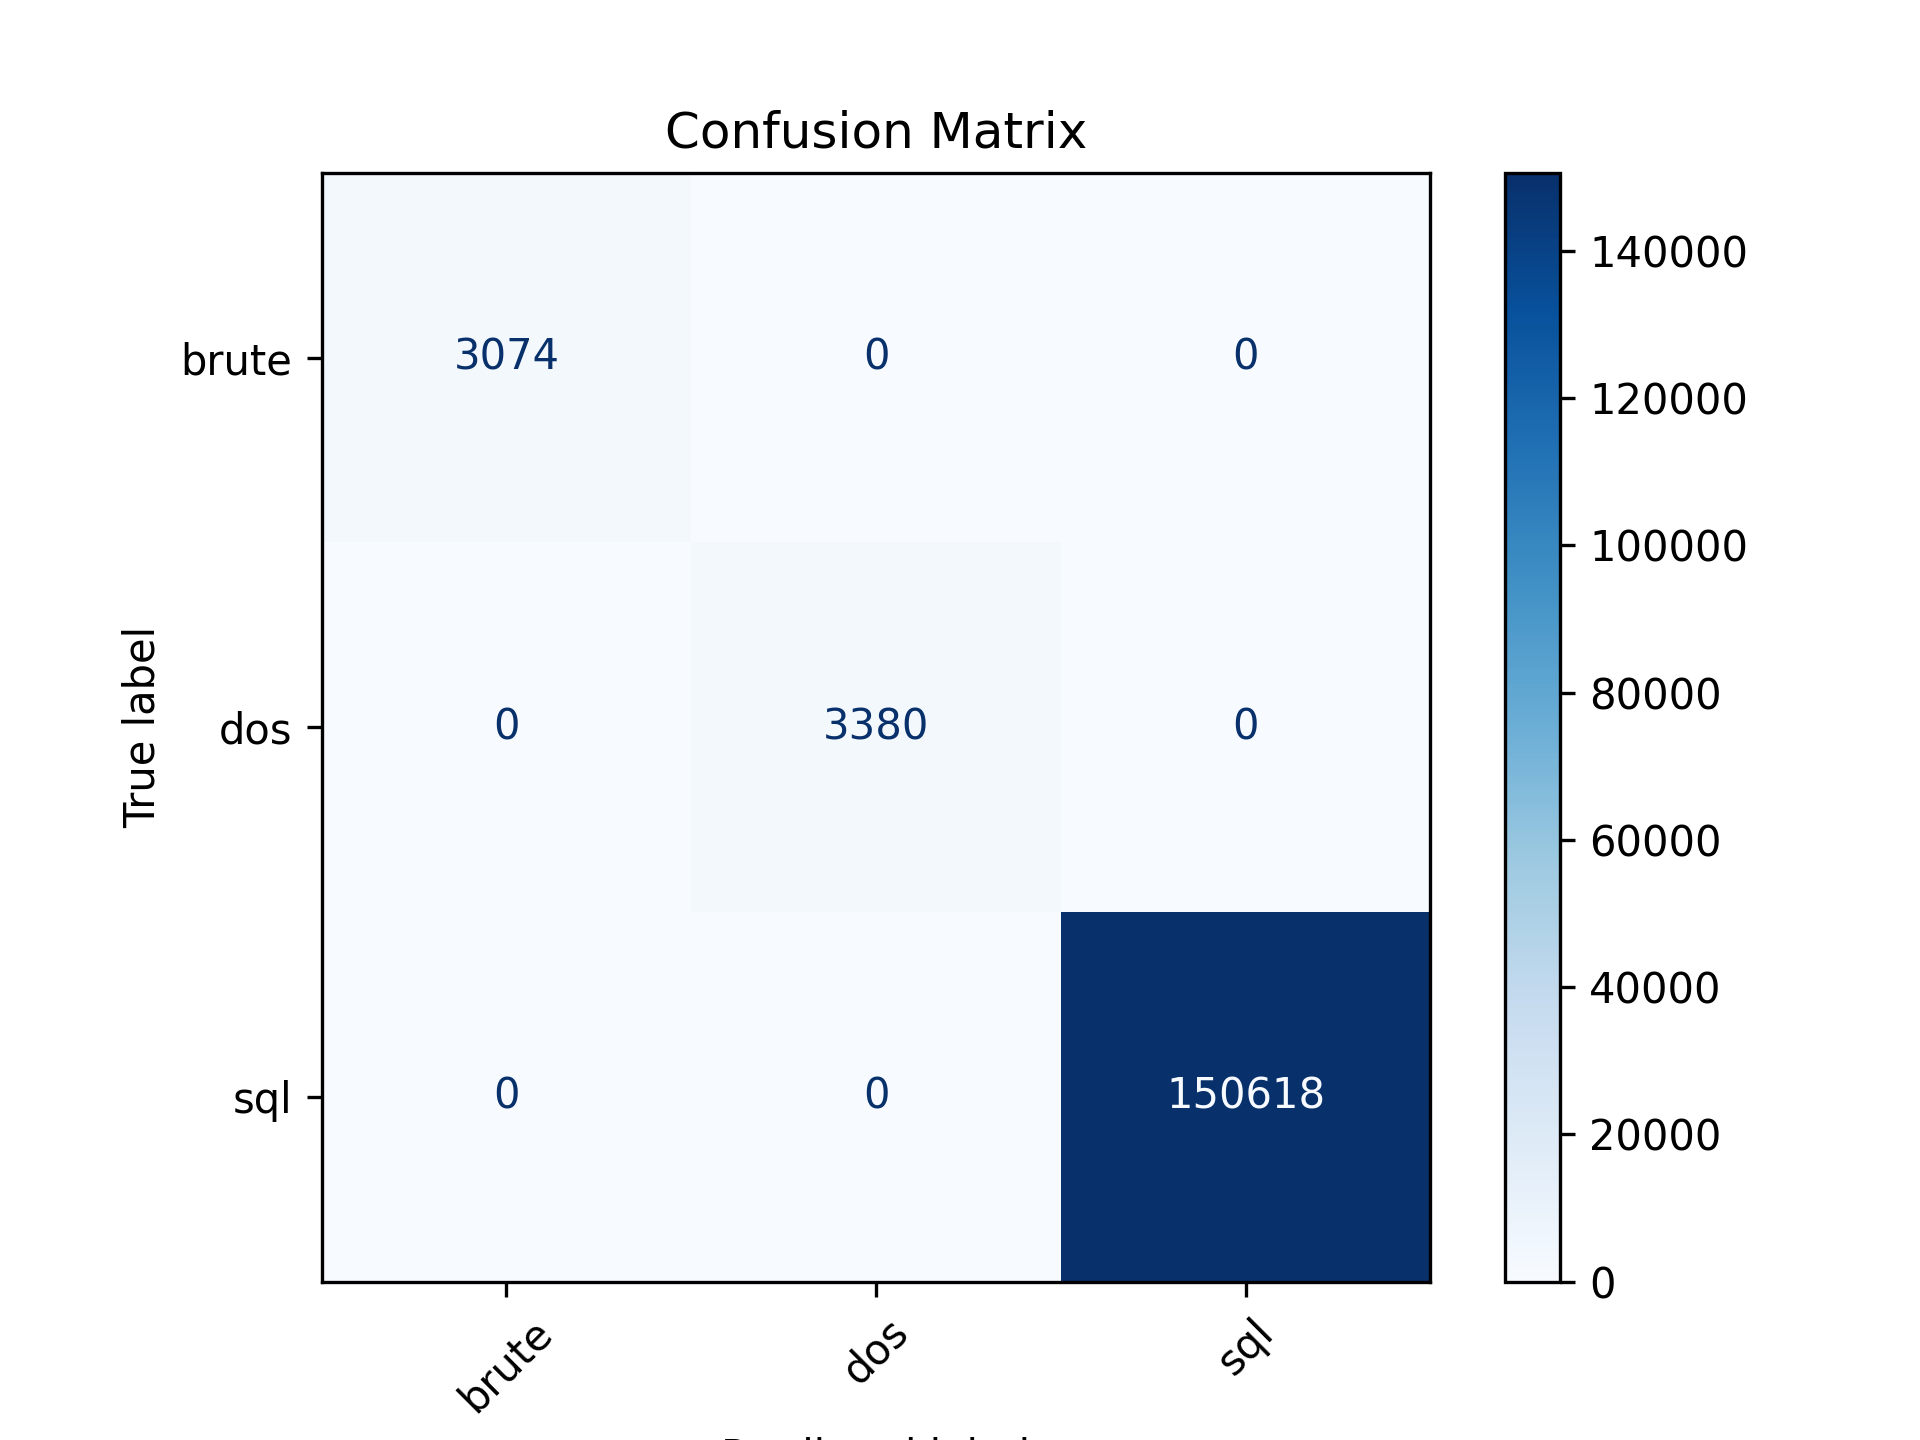 Confusion Matrix
brute 3074 0 0
dos 0 3380 0
sql 0 0 150618
True label
brute dos sql
140000
120000
100000
80000
60000
40000
20000
0